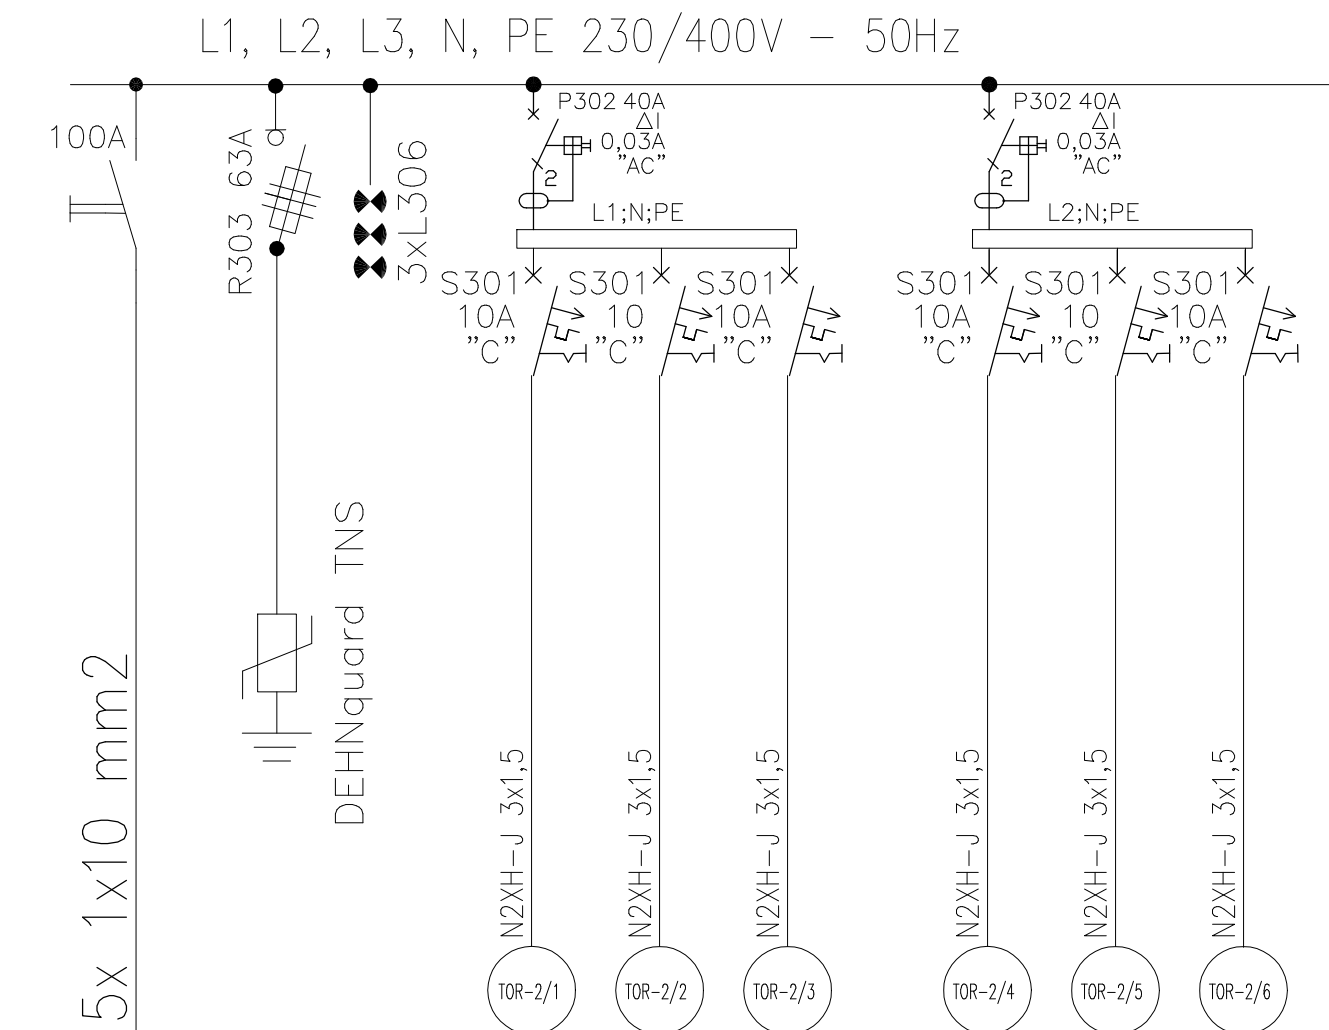 L1, L2, L3, N, PE 230/400V – 50Hz
100A
R303 63A
3xL306
P302 40A
ΔI
0,03A
"AC"
2
L1;N;PE
P302 40A
ΔI
0,03A
"AC"
2
L2;N;PE
S301
10A
"C"
S301
10
"C"
S301
10A
"C"
S301
10A
"C"
S301
10
"C"
S301
10A
"C"
DEHNquard TNS
5x 1x10 mm2
N2XH-J 3x1,5
N2XH-J 3x1,5
N2XH-J 3x1,5
N2XH-J 3x1,5
N2XH-J 3x1,5
N2XH-J 3x1,5
TOR-2/1
TOR-2/2
TOR-2/3
TOR-2/4
TOR-2/5
TOR-2/6